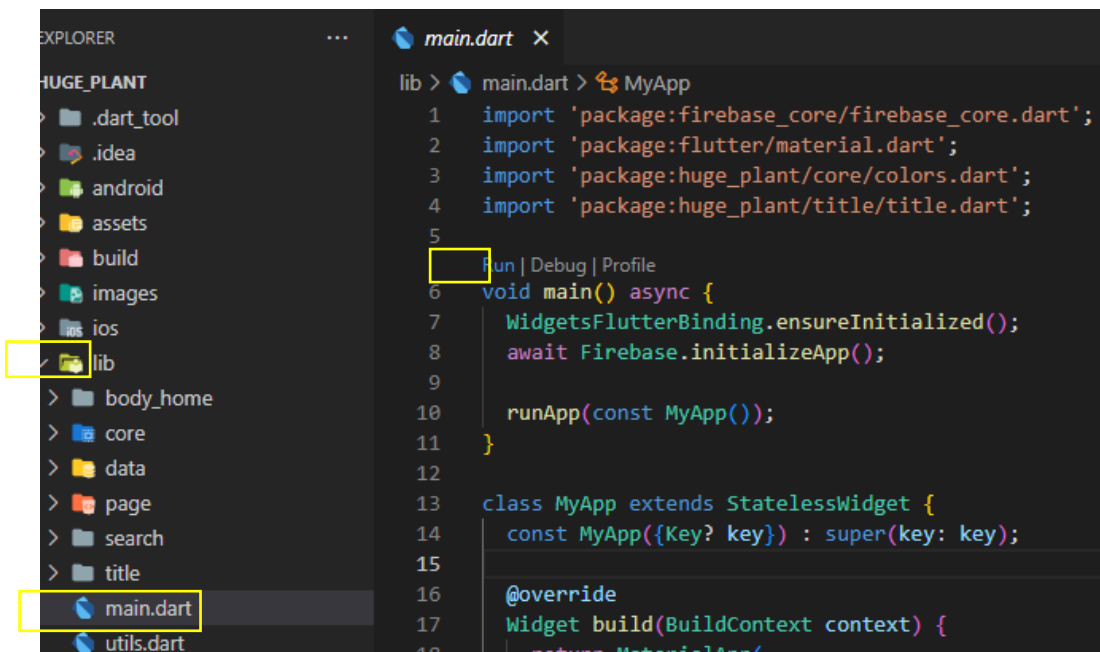 EXPLORER ...
HUGE_PLANT
.dart_tool
.idea
android
assets
build
images
ios
lib
body_home
core
data
page
search
title
main.dart
utils.dart
main.dart ×
lib > main.dart > MyApp
1 import 'package:firebase_core/firebase_core.dart';
2 import 'package:flutter/material.dart';
3 import 'package:huge_plant/core/colors.dart';
4 import 'package:huge_plant/title/title.dart';
5
Run | Debug | Profile
6 void main() async {
7 WidgetsFlutterBinding.ensureInitialized();
8 await Firebase.initializeApp();
9
10 runApp(const MyApp());
11 }
12
13 class MyApp extends StatelessWidget {
14 const MyApp({Key? key}) : super(key: key);
15
16 @override
17 Widget build(BuildContext context) {
18 return MaterialApp(